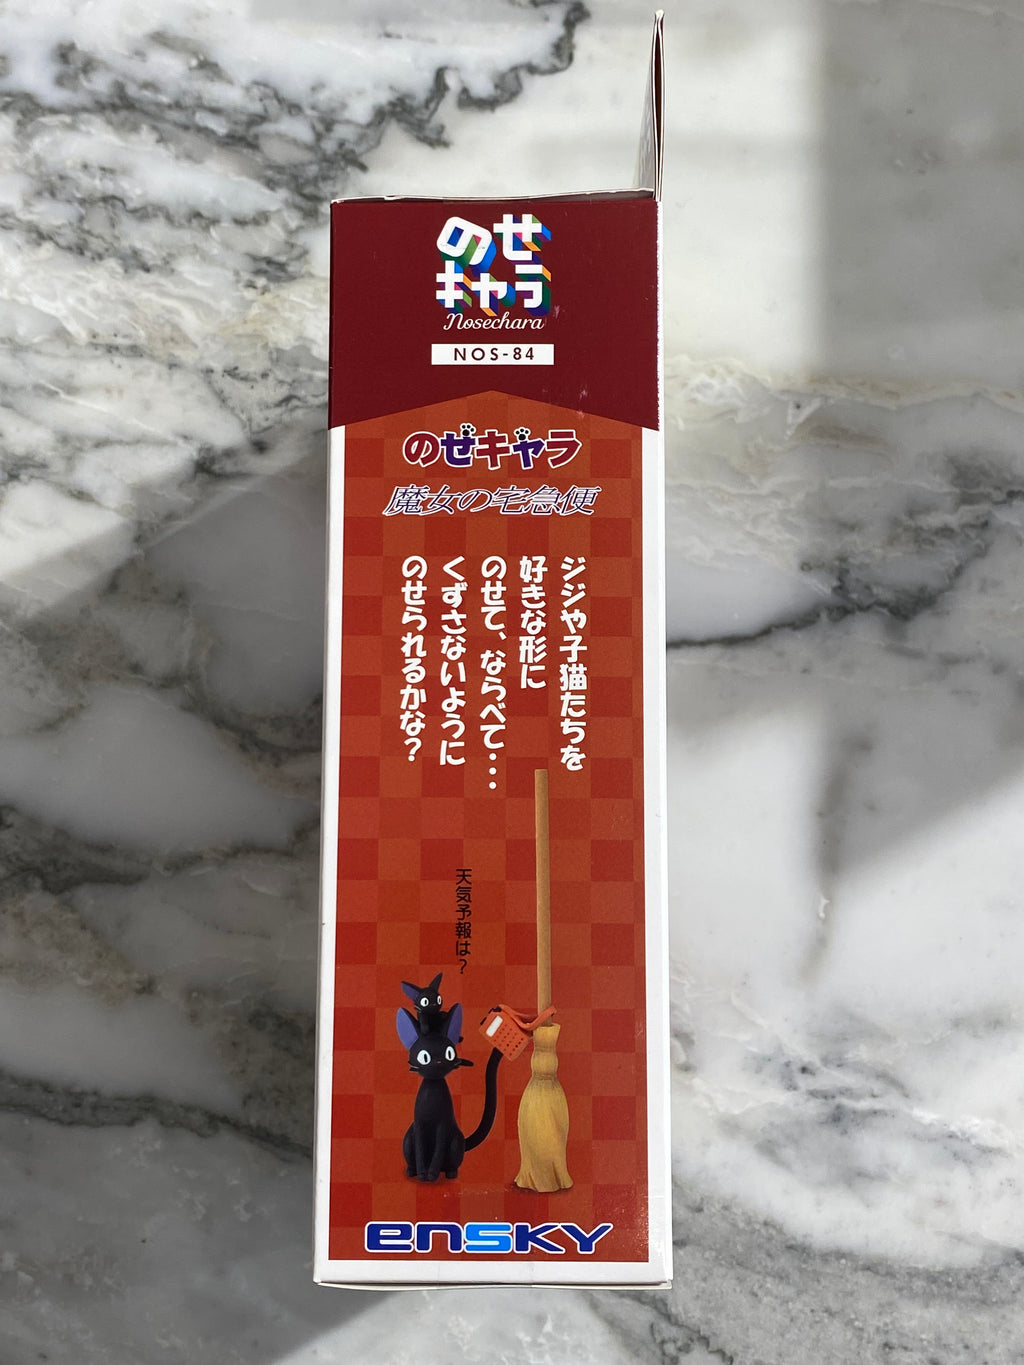 のせ
キャラ
Nosechara
NOS-84
のせキャラ
魔女の宅急便
ジジや子猫たちを
好きな形に
のせて、ならべて・・・
くずさないように
のせられるかな？
天気予報は？
ensky